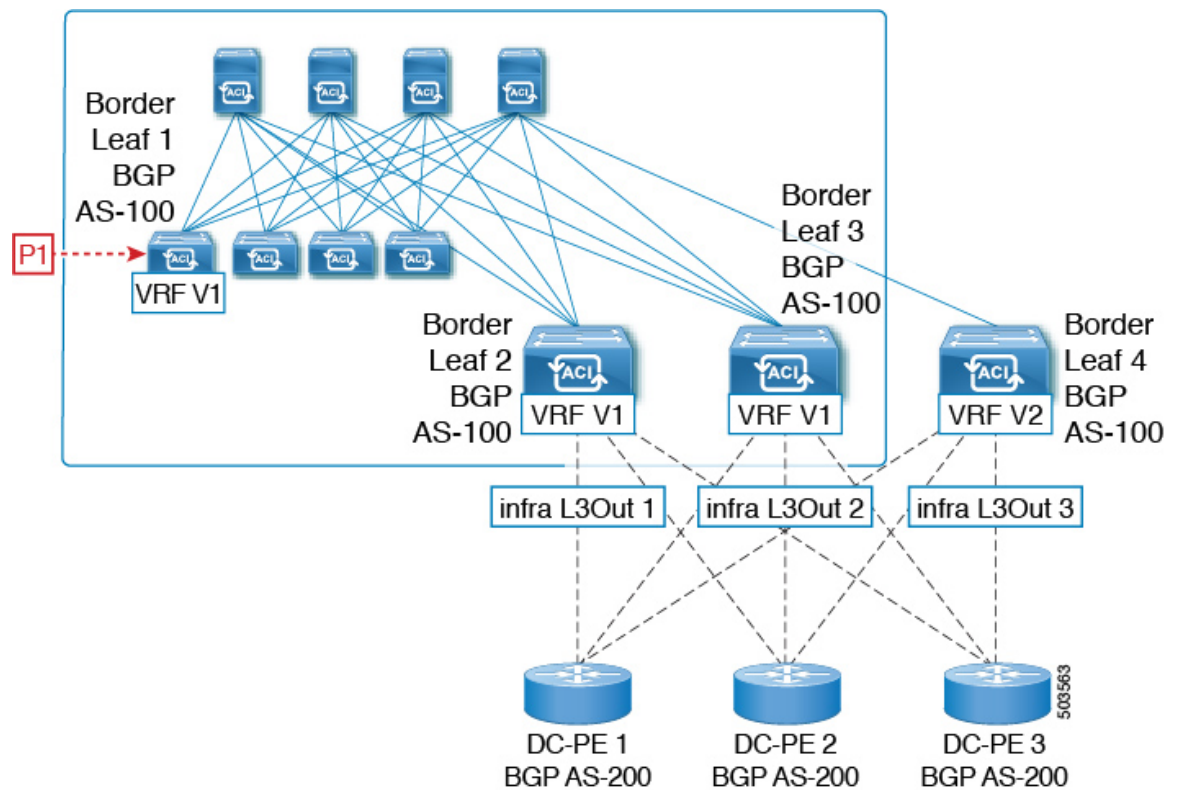 ACI
ACI
ACI
ACI
Border
Leaf 1
BGP
AS-100
P1
ACI
ACI
ACI
ACI
VRF V1
Border
Leaf 2
BGP
AS-100
ACI
VRF V1
Border
Leaf 3
BGP
AS-100
ACI
VRF V1
ACI
VRF V2
Border
Leaf 4
BGP
AS-100
infra L3Out 1
infra L3Out 2
infra L3Out 3
503563
DC-PE 1
BGP AS-200
DC-PE 2
BGP AS-200
DC-PE 3
BGP AS-200